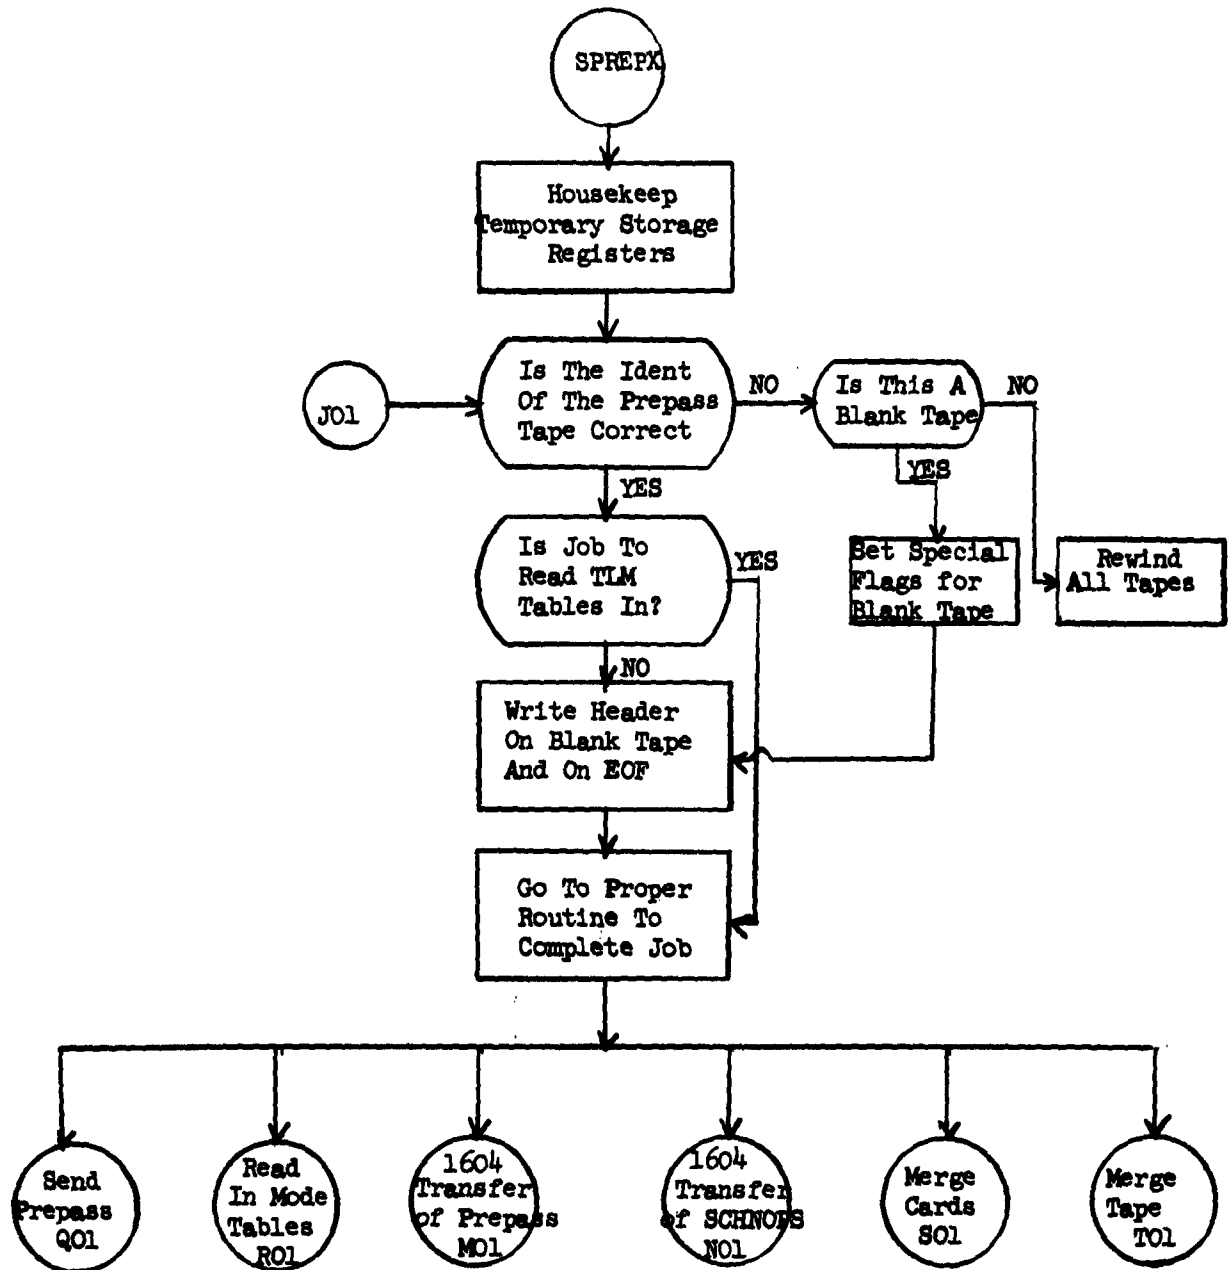 SPREPX
Housekeep
Temporary Storage
Registers
J01
Is The Ident
Of The Prepass
Tape Correct
NO
Is This A
Blank Tape
NO
YES
YES
Is Job To
Read TLM
Tables In?
YES
Set Special
Flags for
Blank Tape
Rewind
All Tapes
NO
Write Header
On Blank Tape
And On EOF
Go To Proper
Routine To
Complete Job
Send
Prepass
Q01
Read
In Mode
Tables
R01
1604
Transfer
of Prepass
M01
1604
Transfer
of SCHNOPS
N01
Merge
Cards
S01
Merge
Tape
T01